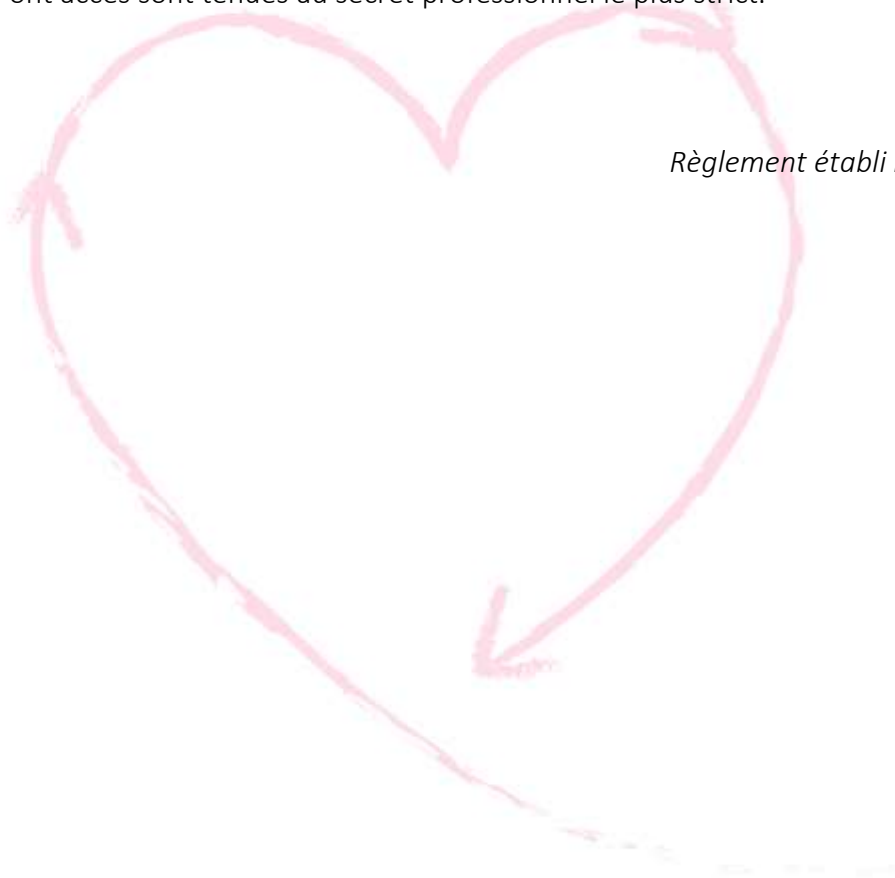 ont accès sont tenues au secret professionnel le plus strict.
Règlement établi